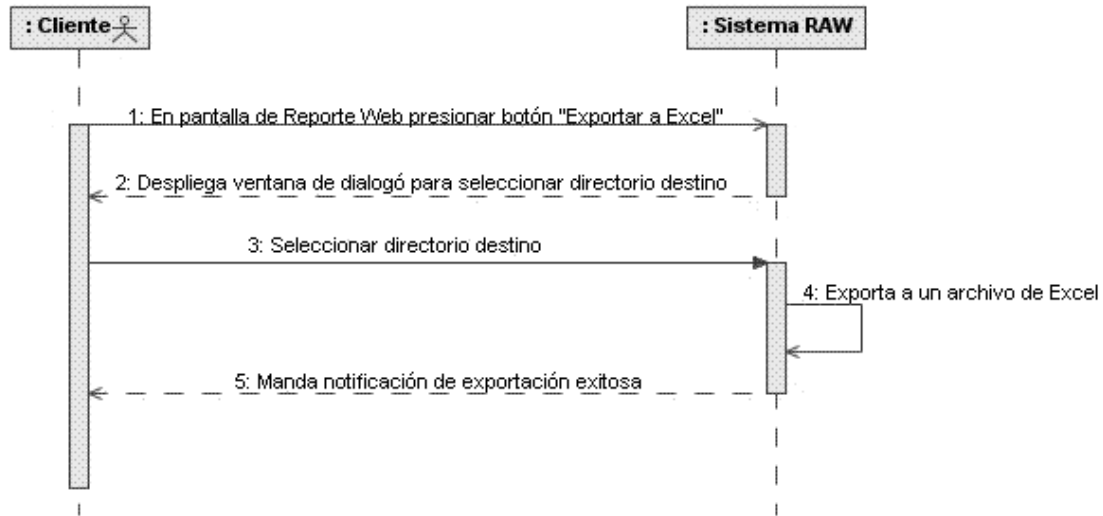 : Cliente
: Sistema RAW
1: En pantalla de Reporte Web presionar botón "Exportar a Excel"
2: Despliega ventana de dialogó para seleccionar directorio destino
3: Seleccionar directorio destino
4: Exporta a un archivo de Excel
5: Manda notificación de exportación exitosa